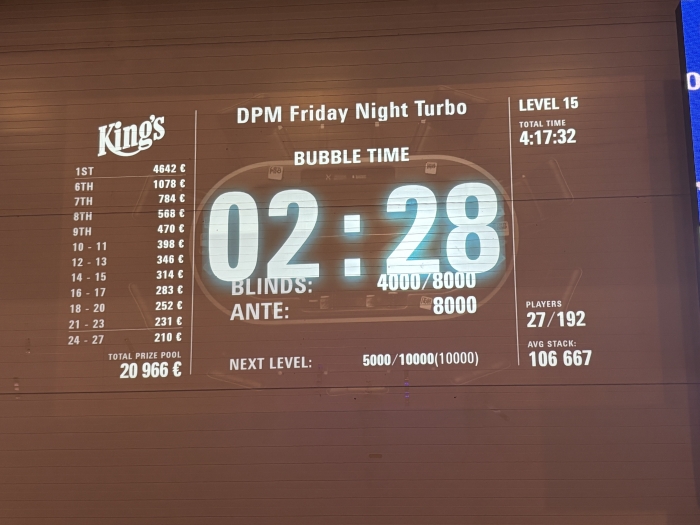 King's
1ST 4642 €
6TH 1078 €
7TH 784 €
8TH 568 €
9TH 470 €
10 - 11 398 €
12 - 13 346 €
14 - 15 314 €
16 - 17 283 €
18 - 20 252 €
21 - 23 231 €
24 - 27 210 €
TOTAL PRIZE POOL
20 966 €
DPM Friday Night Turbo
BUBBLE TIME
02:28
BLINDS: 4000/8000
ANTE: 8000
NEXT LEVEL: 5000/10000(10000)
LEVEL 15
TOTAL TIME
4:17:32
PLAYERS
27/192
AVG STACK:
106 667